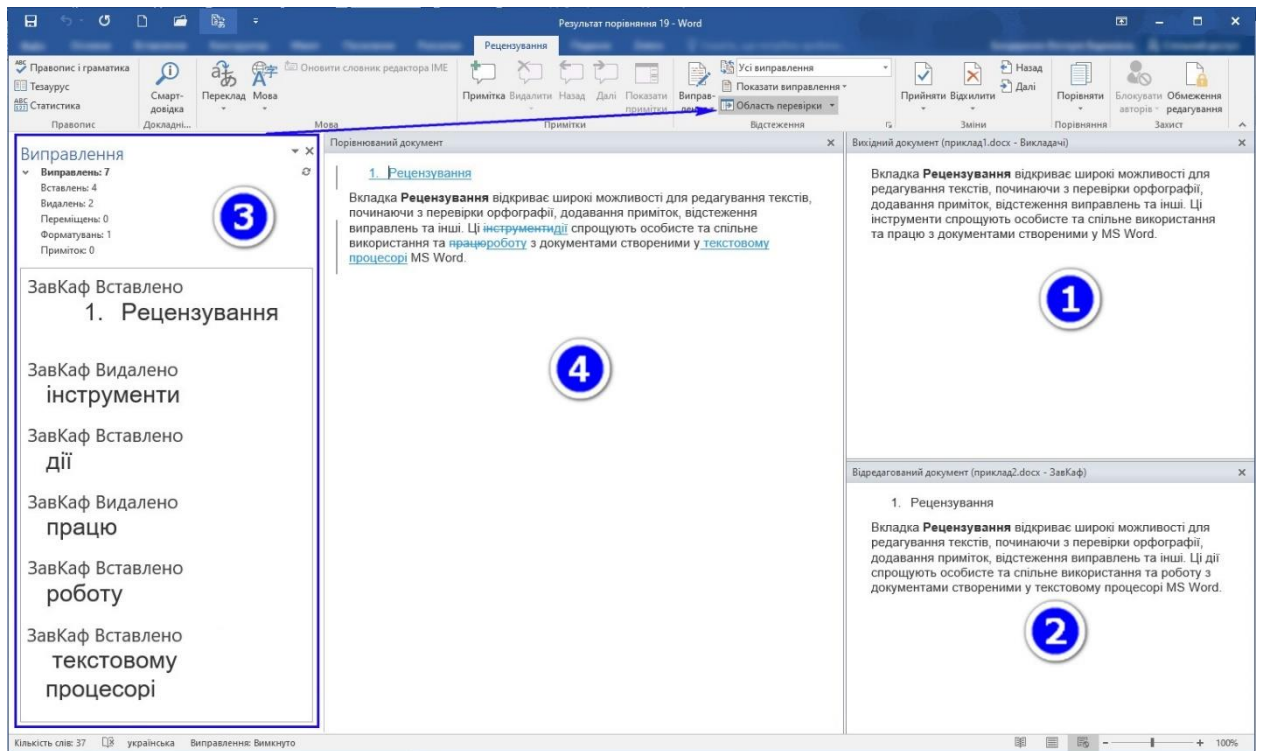 Результат порівняння 19 - Word
Рецензування
Правопис і граматика
Тезаурус
Статистика
Правопис
Смарт-
довідка
Докладні...
Переклад
Мова
Оновити словник редактора IME
Мова
Примітка
Видалити
Назад
Далі
Показати
примітки
Примітки
Виправ-
лення
Усі виправлення
Показати виправлення
Область перевірки
Відстеження
Прийняти
Відхилити
Назад
Далі
Зміни
Порівняти
Порівняння
Блокувати
авторів
Обмеження
редагування
Захист
Виправлення
Виправлень: 7
Вставлень: 4
Видалень: 2
Переміщень: 0
Форматувань: 1
Приміток: 0
3
ЗавКаф Вставлено
1. Рецензування
ЗавКаф Видалено
інструменти
ЗавКаф Вставлено
дії
ЗавКаф Видалено
працю
ЗавКаф Вставлено
роботу
ЗавКаф Вставлено
текстовому
процесорі
Порівнюваний документ
1. Рецензування
Вкладка Рецензування відкриває широкі можливості для редагування текстів,
починаючи з перевірки орфографії, додавання приміток, відстеження
виправлень та інші. Ці інструментидії спрощують особисте та спільне
використання та працюроботу з документами створеними у текстовому
процесорі MS Word.
4
Вихідний документ (приклад1.docx - Викладачі)
Вкладка Рецензування відкриває широкі можливості для
редагування текстів, починаючи з перевірки орфографії,
додавання приміток, відстеження виправлень та інші. Ці
інструменти спрощують особисте та спільне використання
та працю з документами створеними у MS Word.
1
Відредагований документ (приклад2.docx - ЗавКаф)
1. Рецензування
Вкладка Рецензування відкриває широкі можливості для
редагування текстів, починаючи з перевірки орфографії,
додавання приміток, відстеження виправлень та інші. Ці дії
спрощують особисте та спільне використання та роботу з
документами створеними у текстовому процесорі MS Word.
2
Кількість слів: 37
українська
Виправлення: Вимкнуто
100%